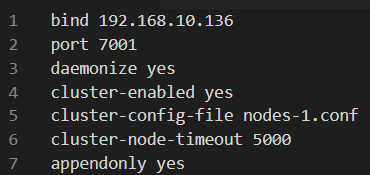 1 bind 192.168.10.136
2 port 7001
3 daemonize yes
4 cluster-enabled yes
5 cluster-config-file nodes-1.conf
6 cluster-node-timeout 5000
7 appendonly yes